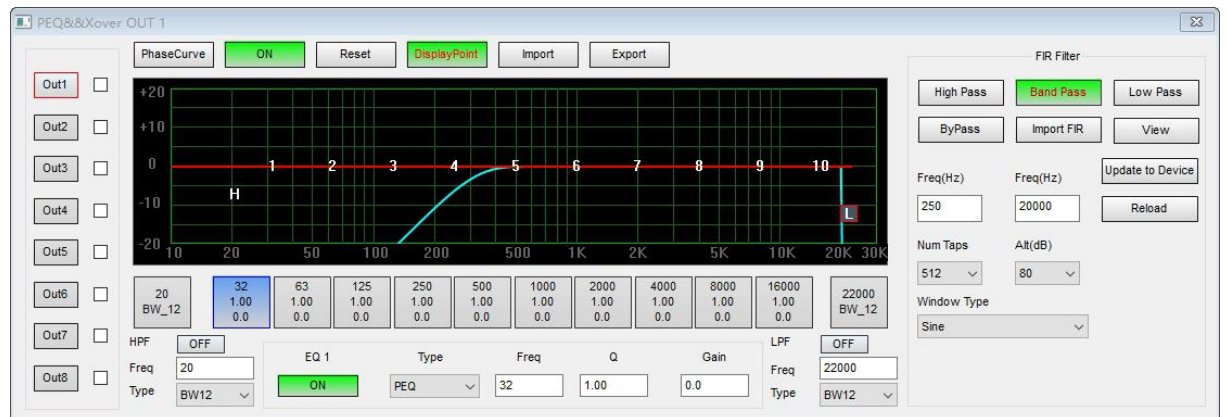 PEQ&&Xover OUT 1
PhaseCurve ON Reset DisplayPoint Import Export
Out1
Out2
Out3
Out4
Out5
Out6
Out7
Out8
+20
+10
0
-10
-20
1 2 3 4 5 6 7 8 9 10
H
L
10 20 50 100 200 500 1K 2K 5K 10K 20K 30K
20 BW_12
32 1.00 0.0
63 1.00 0.0
125 1.00 0.0
250 1.00 0.0
500 1.00 0.0
1000 1.00 0.0
2000 1.00 0.0
4000 1.00 0.0
8000 1.00 0.0
16000 1.00 0.0
22000 BW_12
HPF OFF
Freq 20
Type BW12
EQ 1 Type Freq Q Gain
ON PEQ 32 1.00 0.0
LPF OFF
Freq 22000
Type BW12
FIR Filter
High Pass Band Pass Low Pass
ByPass Import FIR View
Freq(Hz) Freq(Hz) Update to Device
250 20000 Reload
Num Taps Alt(dB)
512 80
Window Type
Sine